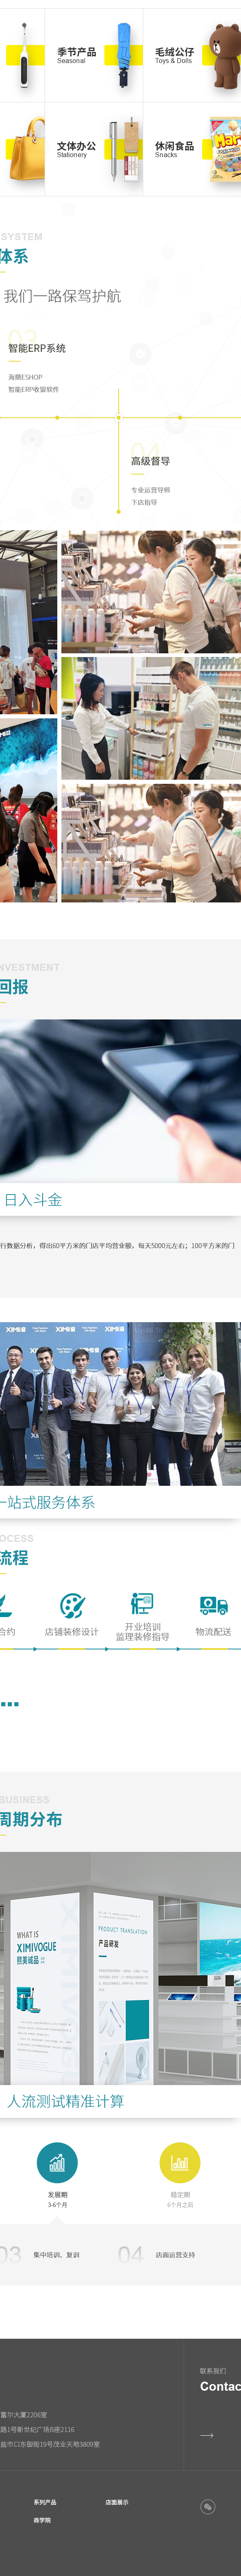 季节产品
Seasonal
毛绒公仔
Toys & Dolls
文体办公
Stationery
休闲食品
Snacks
SYSTEM
体系
我们一路保驾护航
03
智能ERP系统
海鼎ESHOP
智能ERP收银软件
04
高级督导
专业运营导师
下店指导
NVESTMENT
回报
日入斗金
行数据分析，得出60平方米的门店平均营业额，每天5000元左右；100平方米的门
XIMI熙美
一站式服务体系
OCESS
流程
合约
店铺装修设计
开业培训
监理装修指导
物流配送
BUSINESS
周期分布
WHAT IS
XIMIVOGUE
熙美诚品
PRODUCT TRANSLATION
产品研发
人流测试精准计算
发展期
3-6个月
稳定期
6个月之后
03
集中培训、复训
04
店面运营支持
联系我们
Contac
富尔大厦2206室
路1号新世纪广场B座2116
盐市口东御街19号茂业天地3809室
系列产品
店面展示
商学院